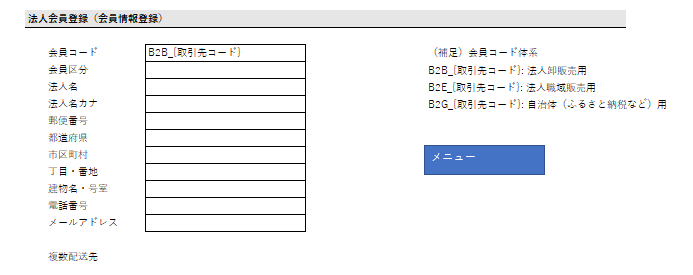 法人会員登録（会員情報登録）
会員コード
B2B_{取引先コード}
会員区分
法人名
法人名カナ
郵便番号
都道府県
市区町村
丁目・番地
建物名・号室
電話番号
メールアドレス
複数配送先
（補足）会員コード体系
B2B_{取引先コード}: 法人卸販売用
B2E_{取引先コード}: 法人職域販売用
B2G_{取引先コード}: 自治体（ふるさと納税など）用
メニュー